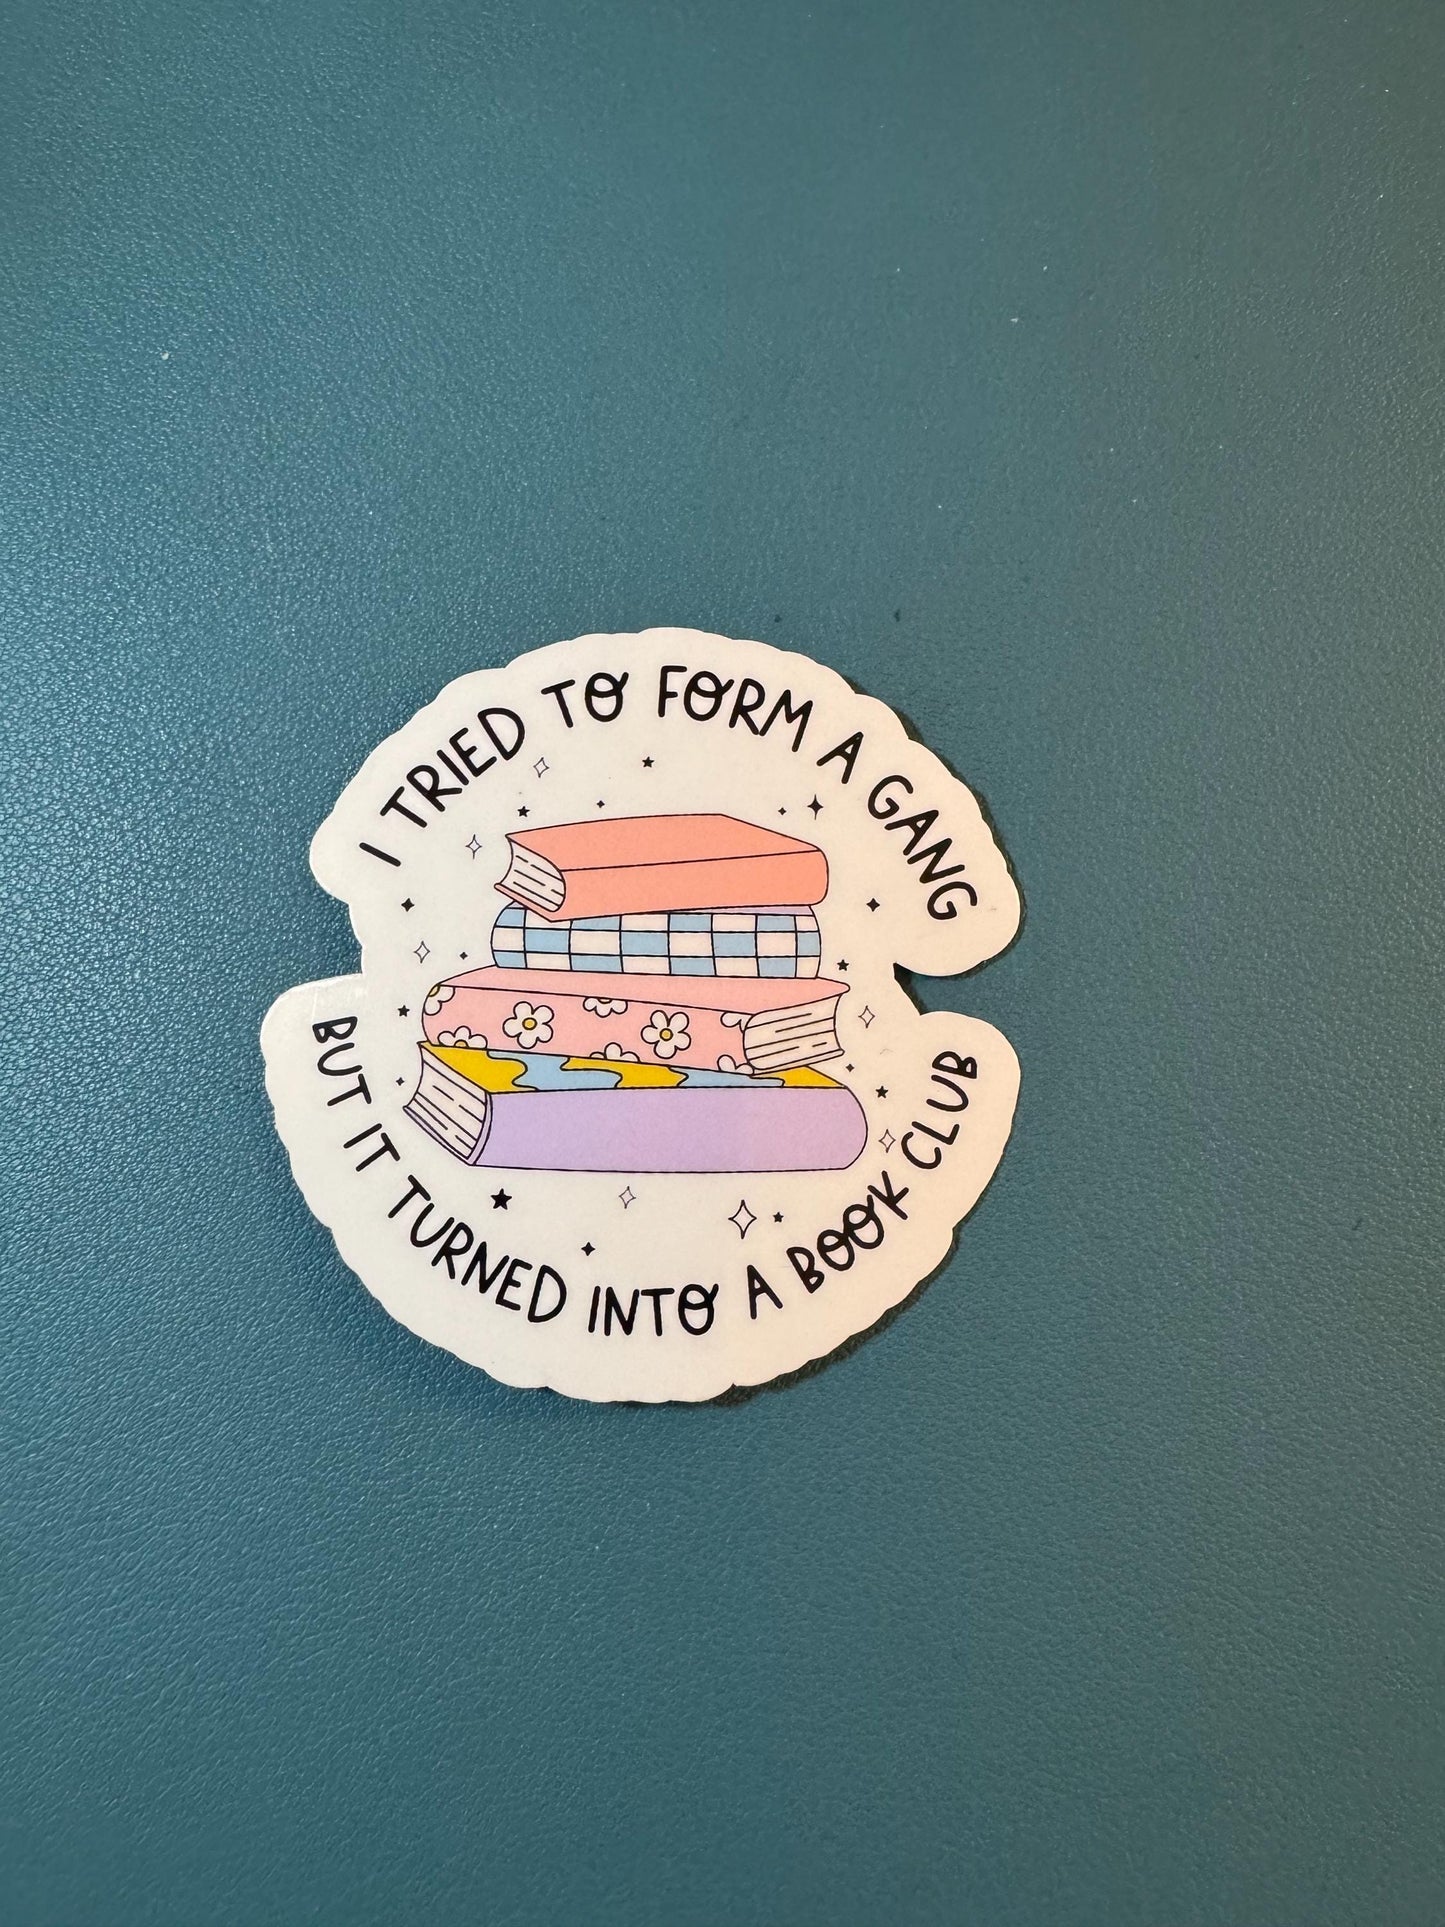 I TRIED TO FORM A GANG
BUT IT TURNED INTO A BOOK CLUB